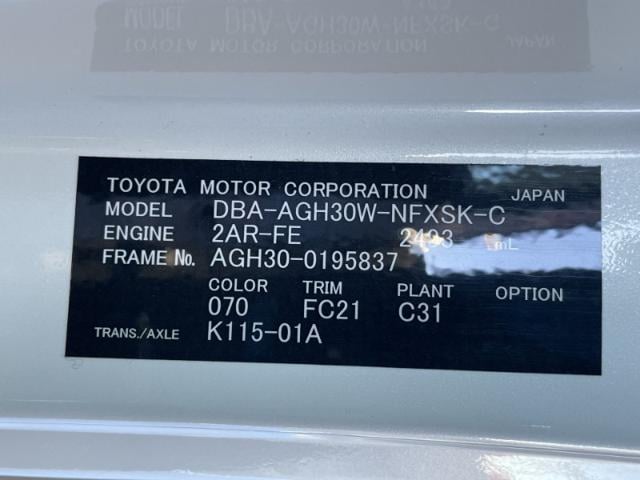 TOYOTA MOTOR CORPORATION JAPAN
MODEL DBA-AGH30W-NFXSK-C
ENGINE 2AR-FE 2493 mL
FRAME No. AGH30-0195837
COLOR TRIM PLANT OPTION
070 FC21 C31
TRANS./AXLE K115-01A